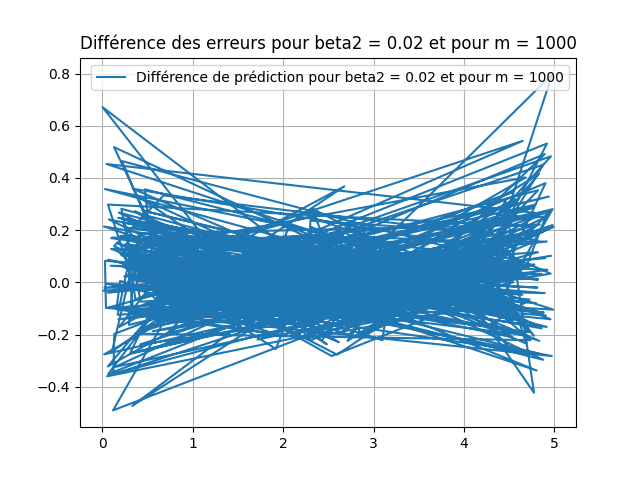 Différence des erreurs pour beta2 = 0.02 et pour m = 1000
Différence de prédiction pour beta2 = 0.02 et pour m = 1000
0.8
0.6
0.4
0.2
0.0
−0.2
−0.4
0 1 2 3 4 5